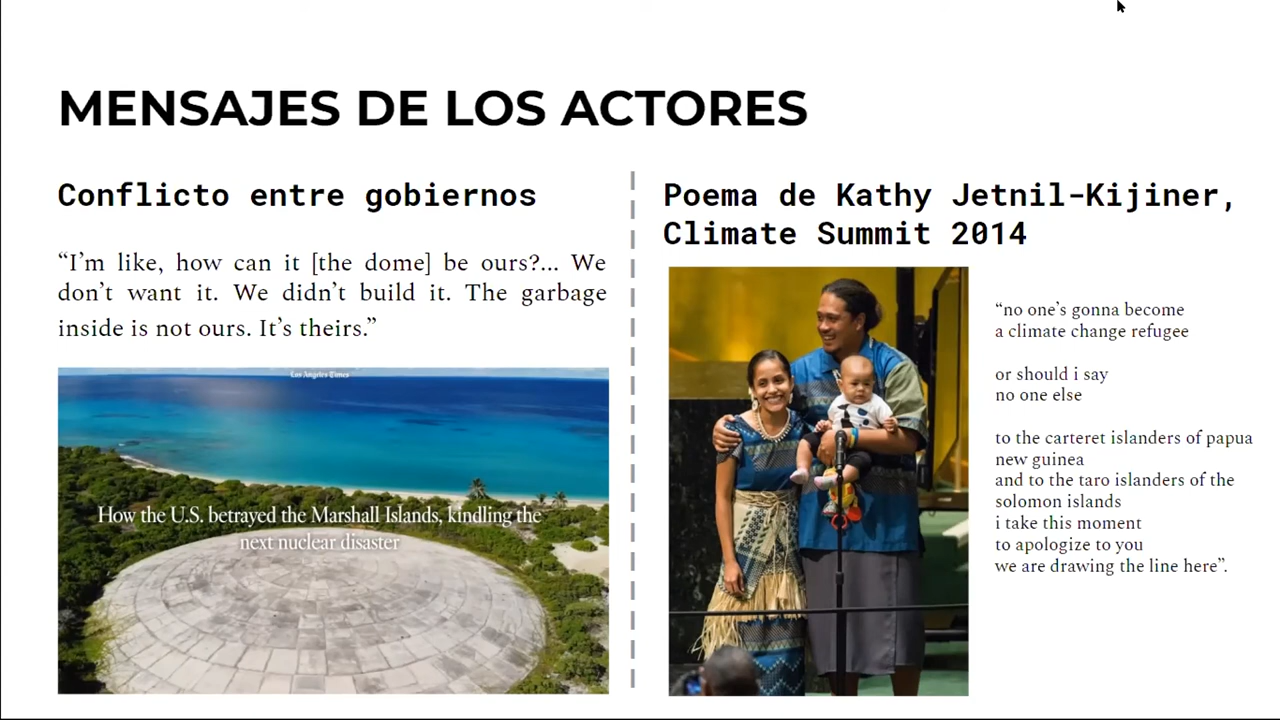 MENSAJES DE LOS ACTORES
Conflicto entre gobiernos
“I’m like, how can it [the dome] be ours?... We
don’t want it. We didn’t build it. The garbage
inside is not ours. It’s theirs.”
Los Angeles Times
How the U.S. betrayed the Marshall Islands, kindling the
next nuclear disaster
Poema de Kathy Jetnil-Kijiner,
Climate Summit 2014
“no one’s gonna become
a climate change refugee
or should i say
no one else
to the carteret islanders of papua
new guinea
and to the taro islanders of the
solomon islands
i take this moment
to apologize to you
we are drawing the line here”.